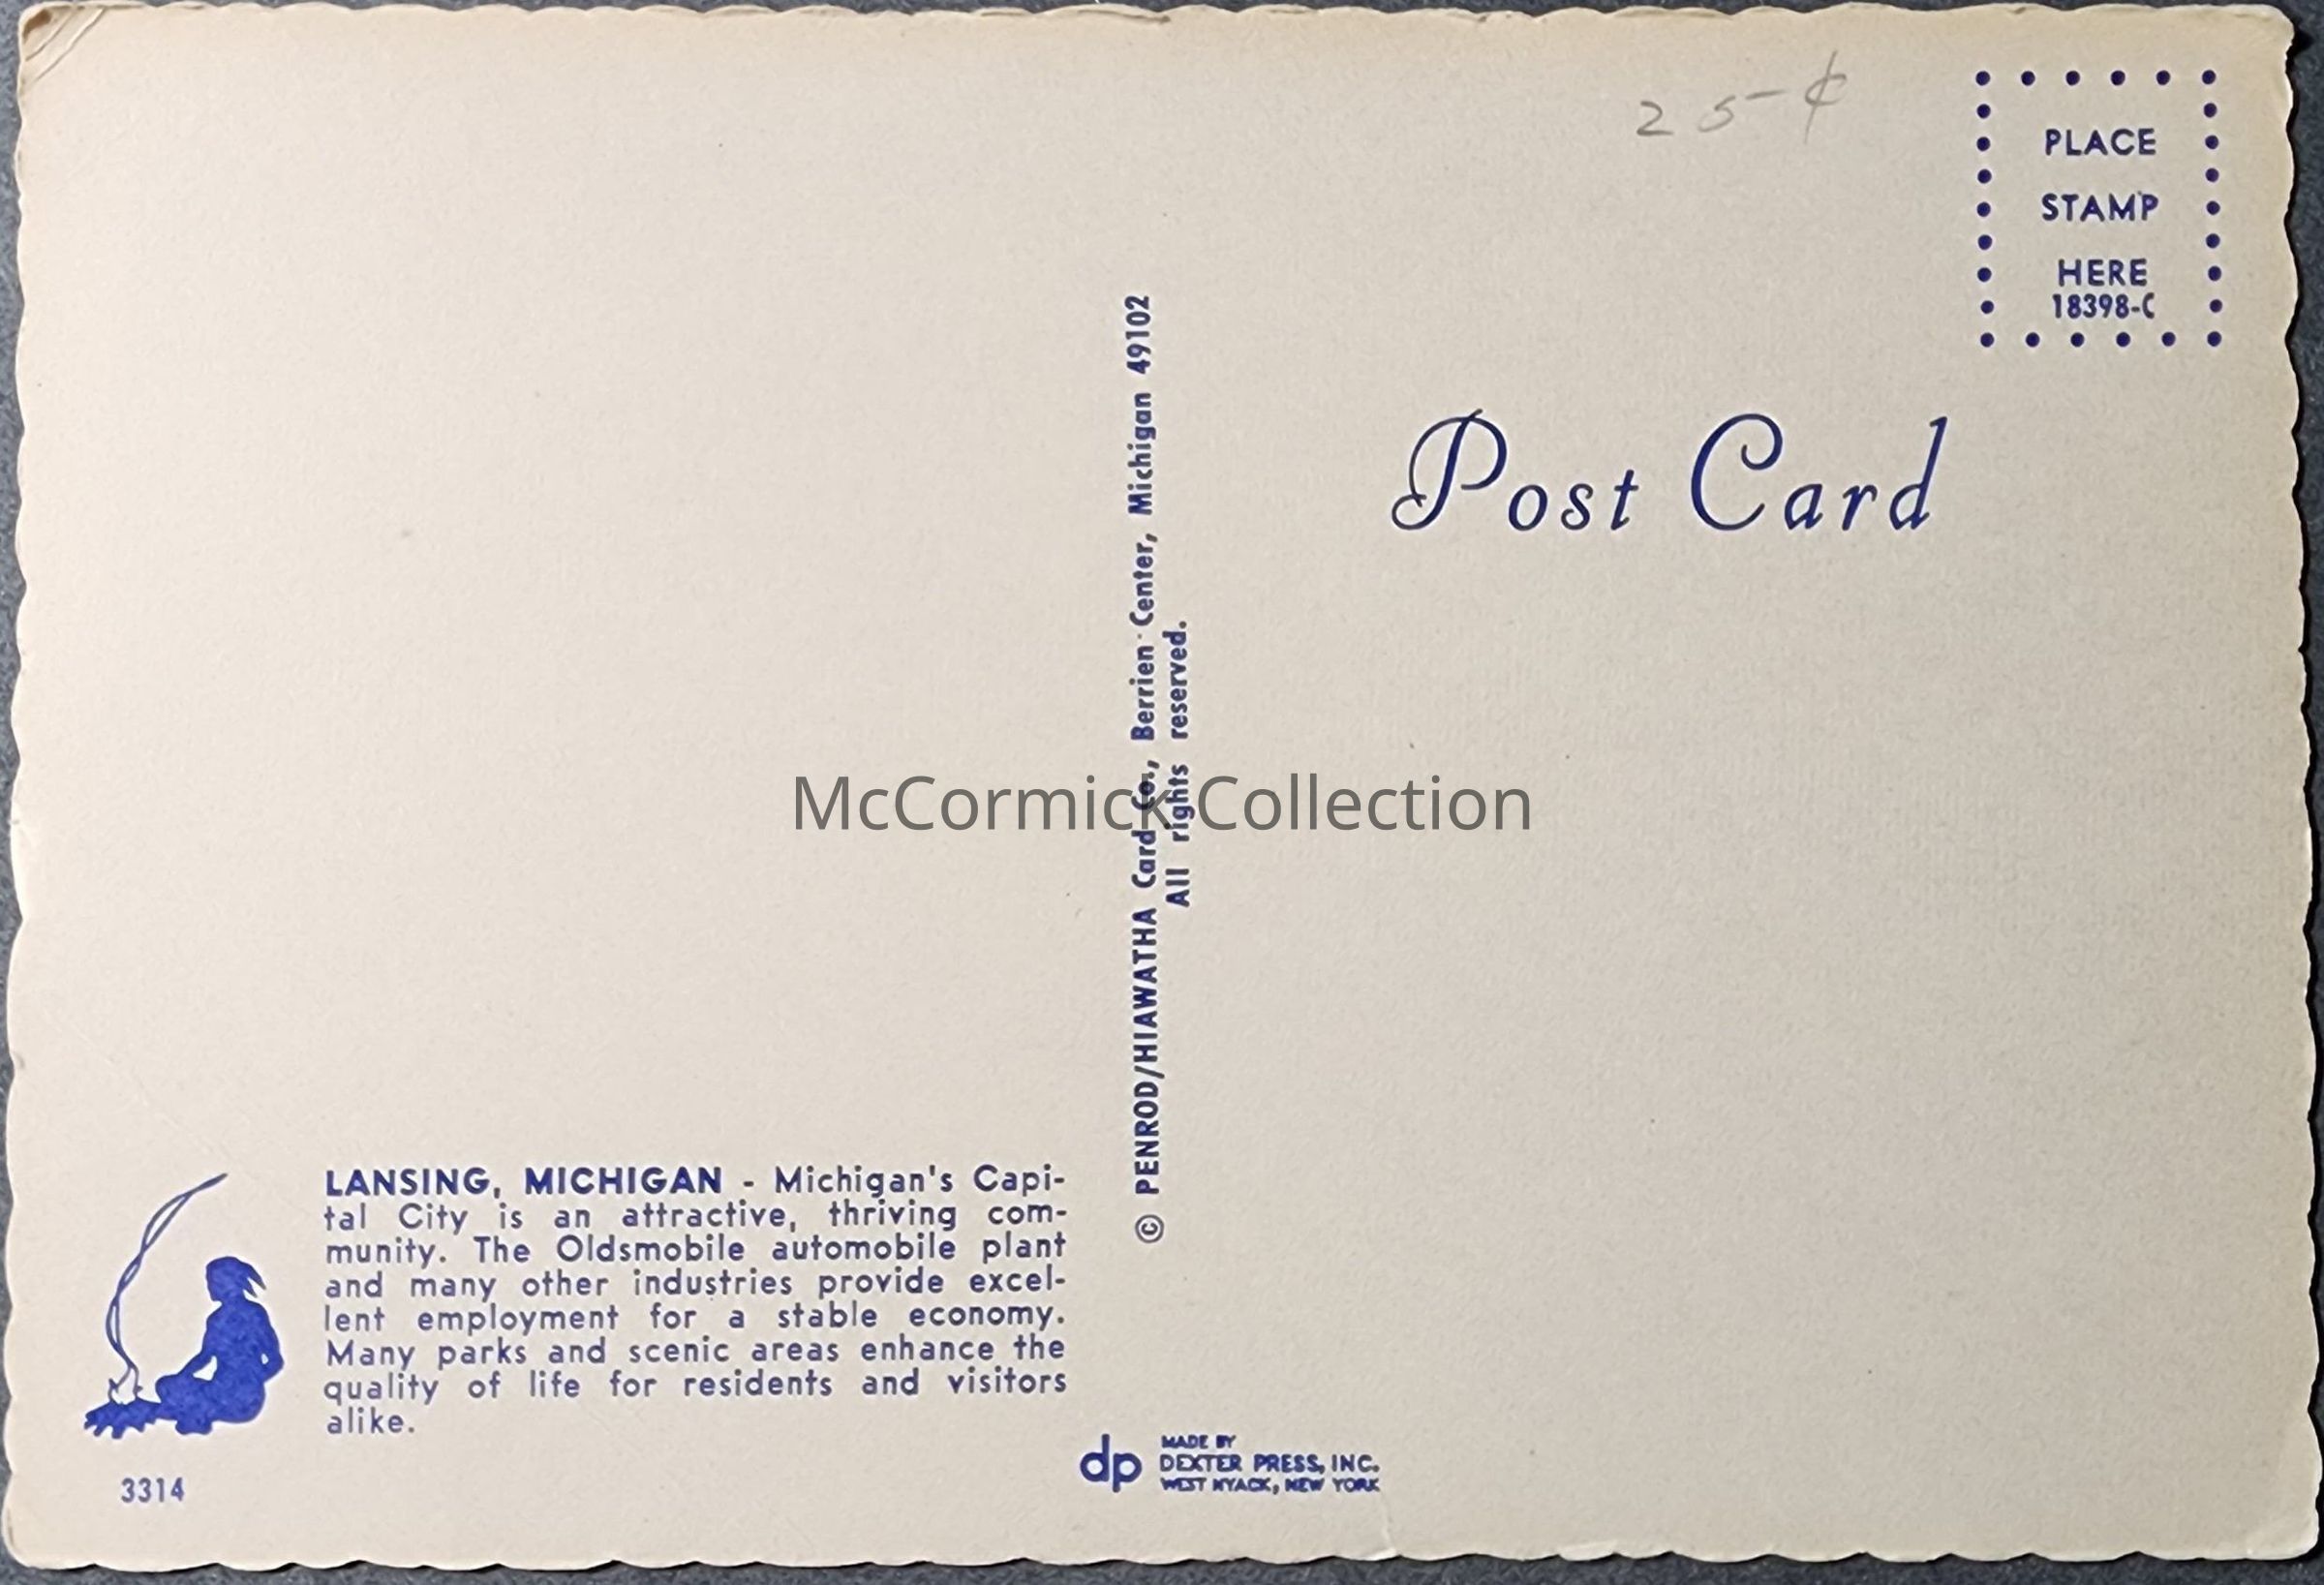 25¢
PLACE
STAMP
HERE
18398-C
Post Card
© PENROD/HIAWATHA Card Co., Berrien Center, Michigan 49102
All rights reserved.
McCormick Collection
LANSING, MICHIGAN - Michigan's Capi-
tal City is an attractive, thriving com-
munity. The Oldsmobile automobile plant
and many other industries provide excel-
lent employment for a stable economy.
Many parks and scenic areas enhance the
quality of life for residents and visitors
alike.
3314
dp
MADE BY
DEXTER PRESS, INC.
WEST NYACK, NEW YORK